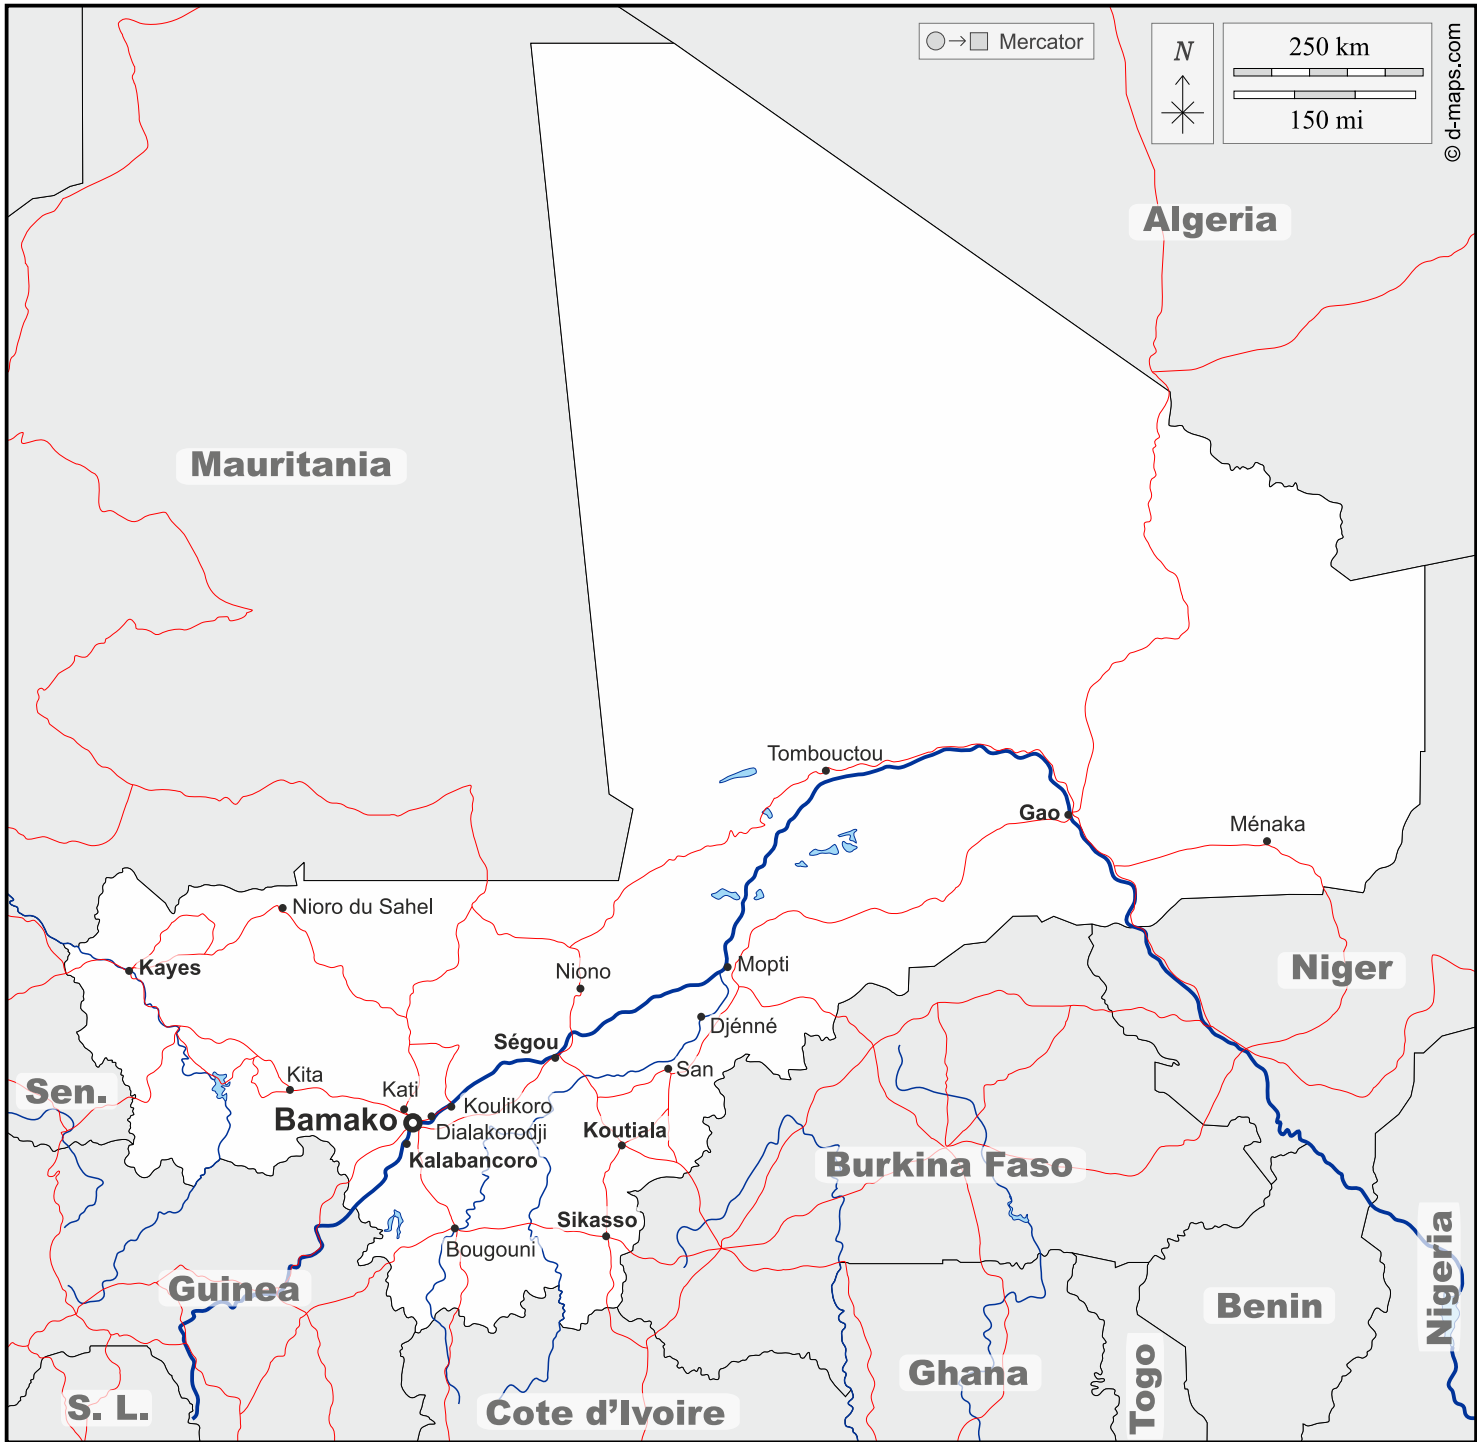 Mercator
N
250 km
150 mi
© d-maps.com
Algeria
Mauritania
Tombouctou
Gao
Ménaka
Nioro du Sahel
Kayes
Niono
Mopti
Niger
Djénné
Ségou
San
Sen.
Kita
Kati
Koulikoro
Bamako
Dialakorodji
Koutiala
Kalabancoro
Burkina Faso
Sikasso
Bougouni
Guinea
Benin
Nigeria
Ghana
Togo
S. L.
Cote d'Ivoire